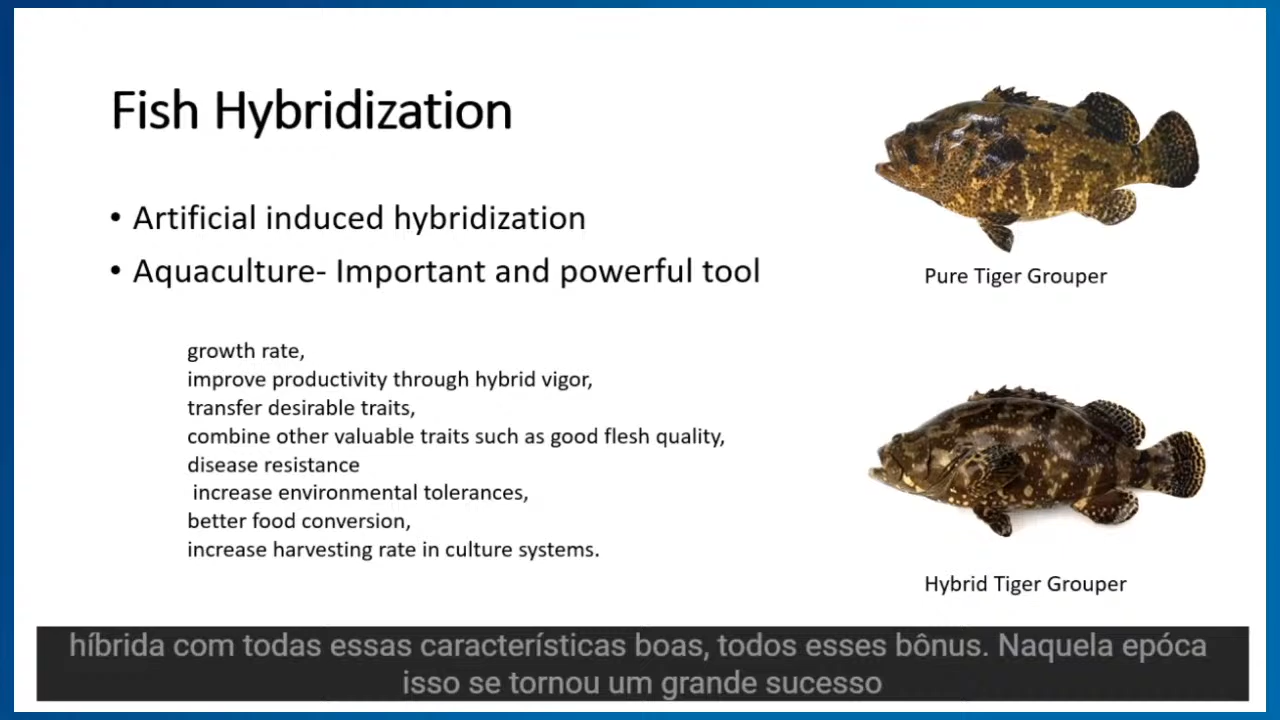 Fish Hybridization
• Artificial induced hybridization
• Aquaculture- Important and powerful tool
growth rate,
improve productivity through hybrid vigor,
transfer desirable traits,
combine other valuable traits such as good flesh quality,
disease resistance
increase environmental tolerances,
better food conversion,
increase harvesting rate in culture systems.
Pure Tiger Grouper
Hybrid Tiger Grouper
híbrida com todas essas características boas, todos esses bônus. Naquela epóca
isso se tornou um grande sucesso